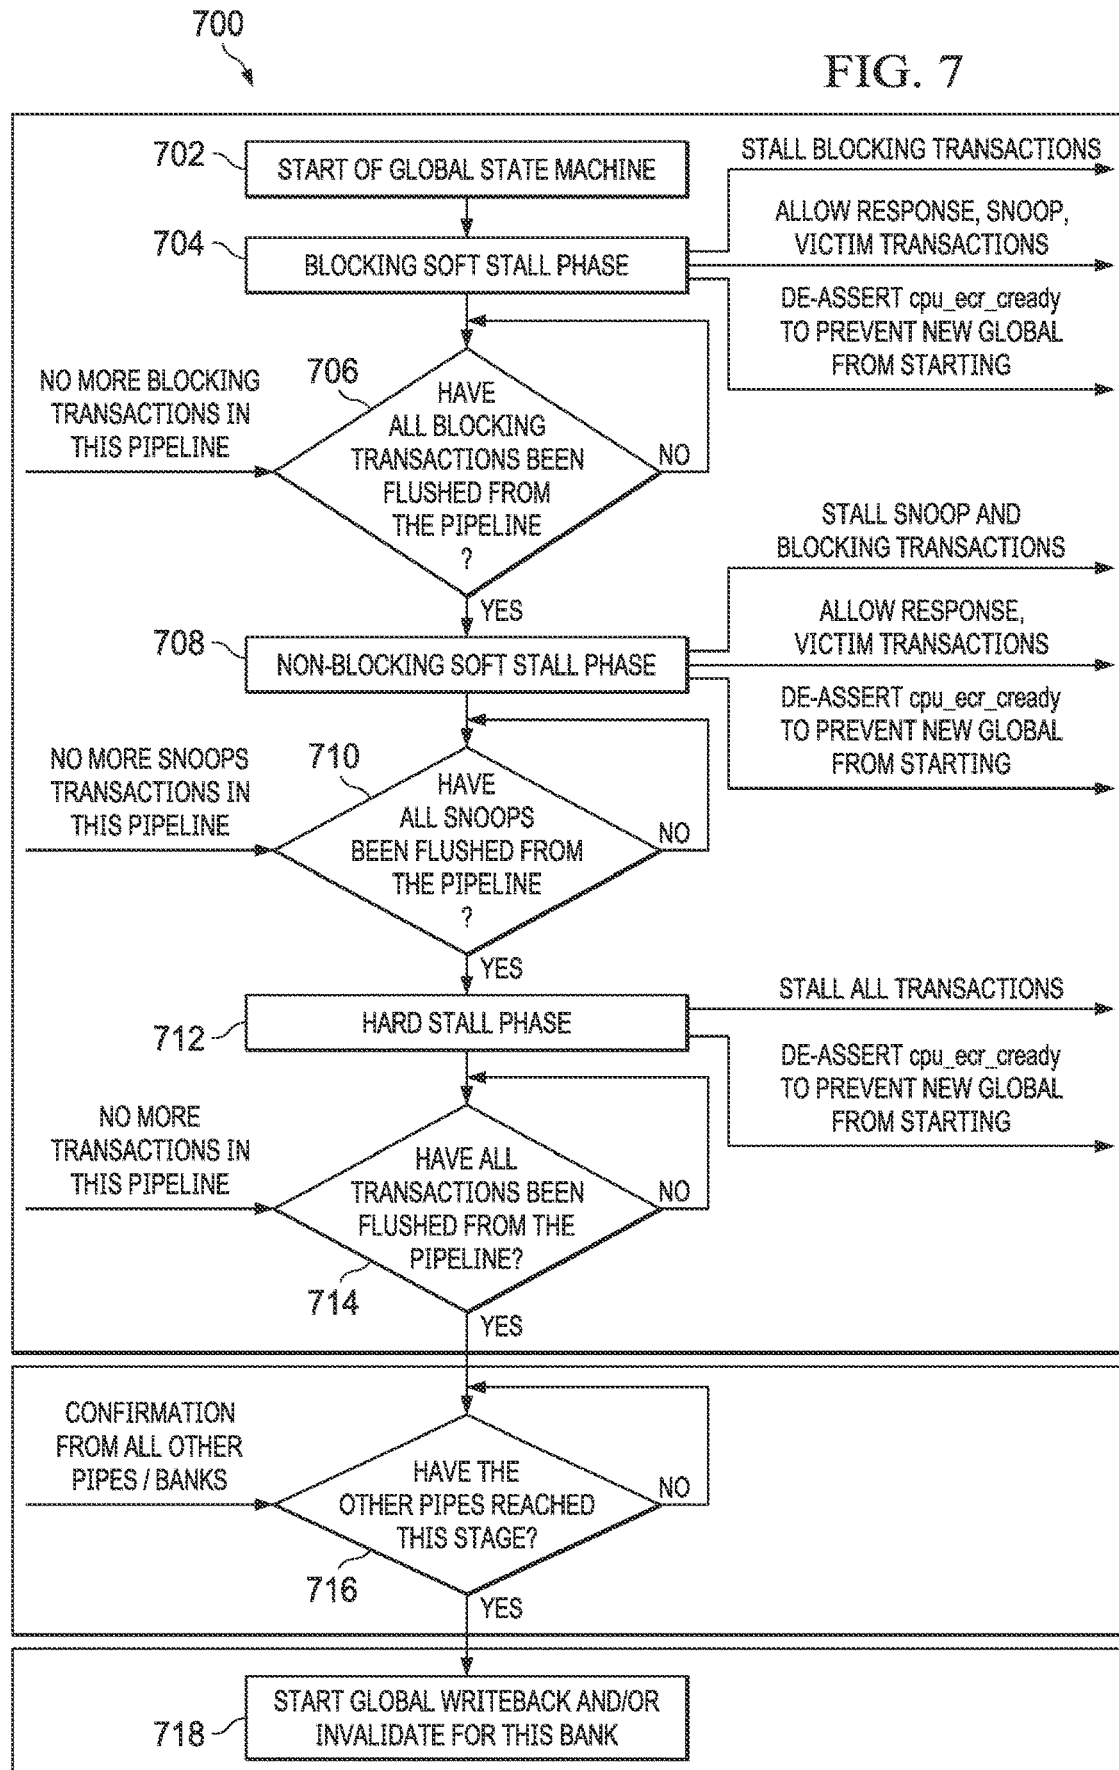 700
FIG. 7
702
START OF GLOBAL STATE MACHINE
STALL BLOCKING TRANSACTIONS
704
BLOCKING SOFT STALL PHASE
ALLOW RESPONSE, SNOOP,
VICTIM TRANSACTIONS
DE-ASSERT cpu_ecr_cready
TO PREVENT NEW GLOBAL
FROM STARTING
NO MORE BLOCKING
TRANSACTIONS IN
THIS PIPELINE
706
HAVE
ALL BLOCKING
TRANSACTIONS BEEN
FLUSHED FROM
THE PIPELINE
?
NO
YES
STALL SNOOP AND
BLOCKING TRANSACTIONS
708
NON-BLOCKING SOFT STALL PHASE
ALLOW RESPONSE,
VICTIM TRANSACTIONS
DE-ASSERT cpu_ecr_cready
TO PREVENT NEW GLOBAL
FROM STARTING
NO MORE SNOOPS
TRANSACTIONS IN
THIS PIPELINE
710
HAVE
ALL SNOOPS
BEEN FLUSHED FROM
THE PIPELINE
?
NO
YES
712
HARD STALL PHASE
STALL ALL TRANSACTIONS
DE-ASSERT cpu_ecr_cready
TO PREVENT NEW GLOBAL
FROM STARTING
NO MORE
TRANSACTIONS IN
THIS PIPELINE
HAVE ALL
TRANSACTIONS BEEN
FLUSHED FROM THE
PIPELINE?
NO
714
YES
CONFIRMATION
FROM ALL OTHER
PIPES / BANKS
HAVE THE
OTHER PIPES REACHED
THIS STAGE?
NO
716
YES
718
START GLOBAL WRITEBACK AND/OR
INVALIDATE FOR THIS BANK